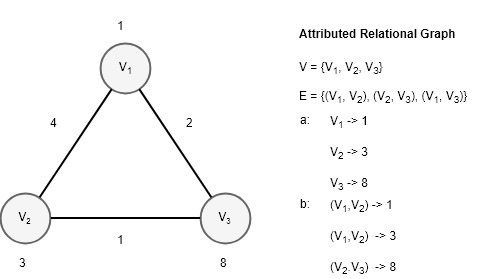 1
V1
4
2
V2
V3
1
3
8
Attributed Relational Graph
V = {V1, V2, V3}
E = {(V1, V2), (V2, V3), (V1, V3)}
a: V1 -> 1
V2 -> 3
V3 -> 8
b: (V1,V2) -> 1
(V1,V2) -> 3
(V2.V3) -> 8